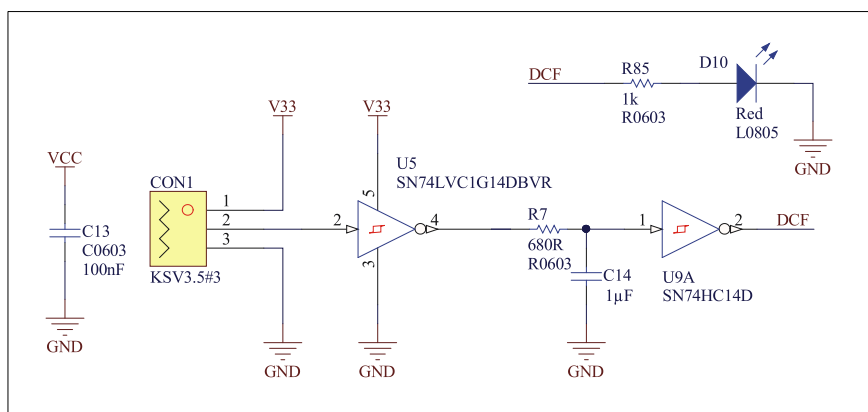 DCF
R85
1k
R0603
D10
Red
L0805
GND
VCC
C13
C0603
100nF
GND
CON1
1
2
3
KSV3.5#3
V33
GND
V33
U5
SN74LVC1G14DBVR
5
2
4
3
GND
R7
680R
R0603
C14
1µF
GND
1
2
U9A
SN74HC14D
DCF